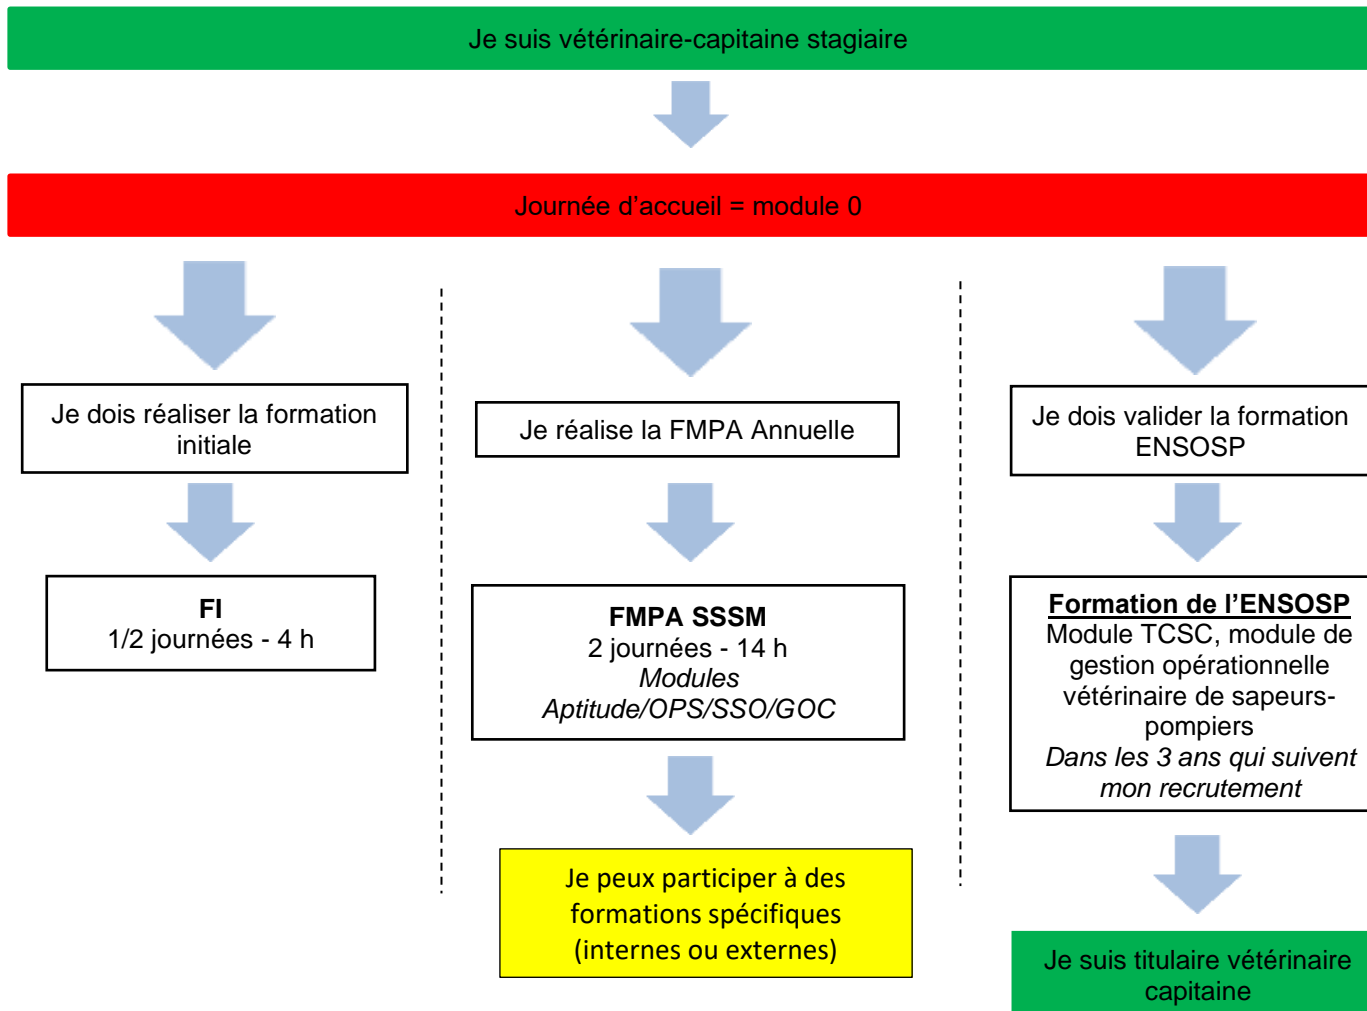 Je suis vétérinaire-capitaine stagiaire
Journée d'accueil = module 0
Je dois réaliser la formation
initiale
FI
1/2 journées - 4 h
Je réalise la FMPA Annuelle
FMPA SSSM
2 journées - 14 h
Modules
Aptitude/OPS/SSO/GOC
Je peux participer à des
formations spécifiques
(internes ou externes)
Je dois valider la formation
ENSOSP
Formation de l'ENSOSP
Module TCSC, module de
gestion opérationnelle
vétérinaire de sapeurs-
pompiers
Dans les 3 ans qui suivent
mon recrutement
Je suis titulaire vétérinaire
capitaine